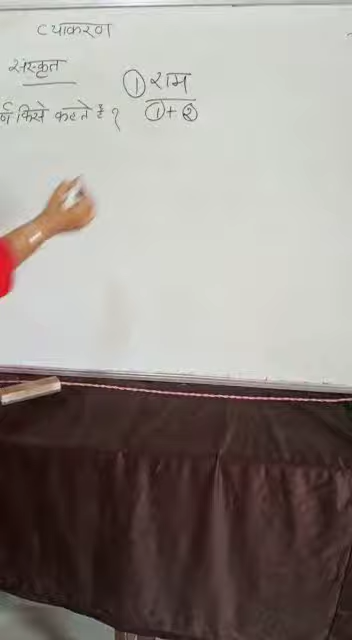 व्याकरण
संस्कृत
① राम
किसे कहते हैं ?
① + ②